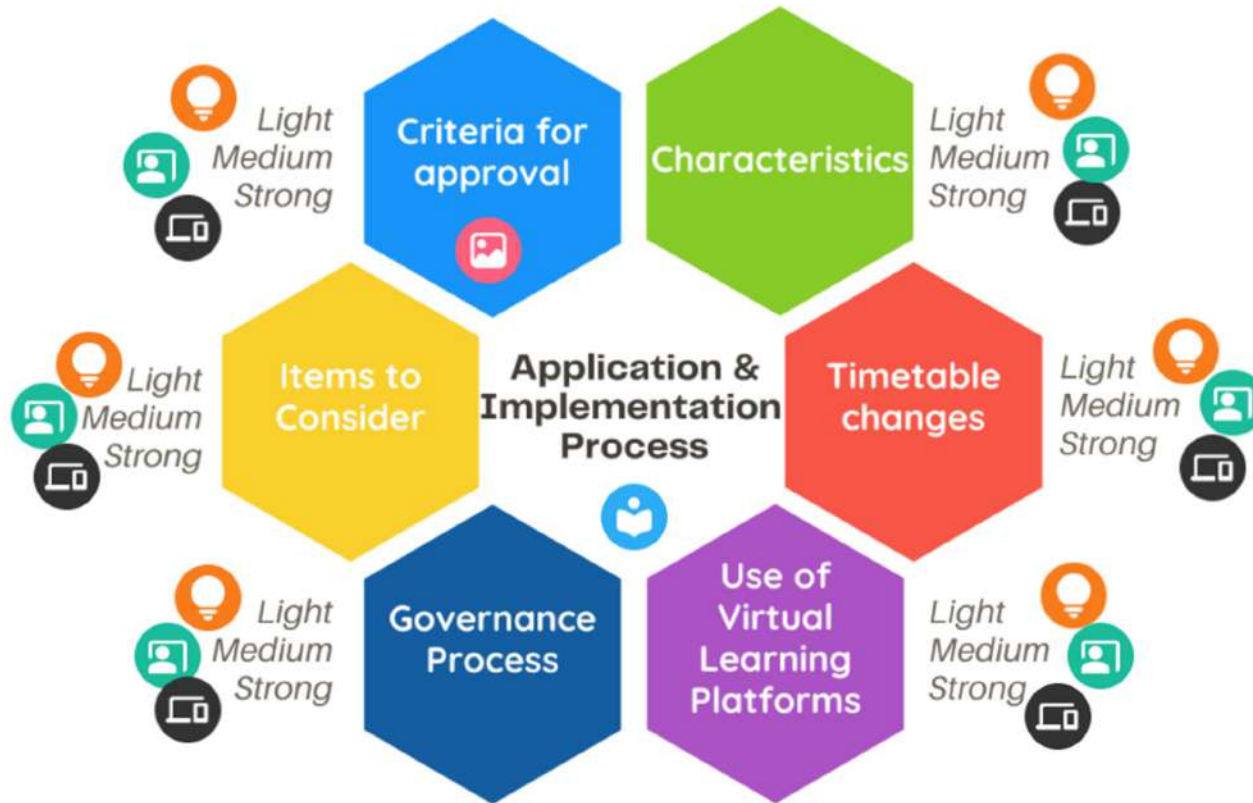 Light
Medium
Strong
Criteria for
approval
Characteristics
Light
Medium
Strong
Light
Medium
Strong
Items to
Consider
Application &
Implementation
Process
Timetable
changes
Light
Medium
Strong
Light
Medium
Strong
Governance
Process
Use of
Virtual
Learning
Platforms
Light
Medium
Strong